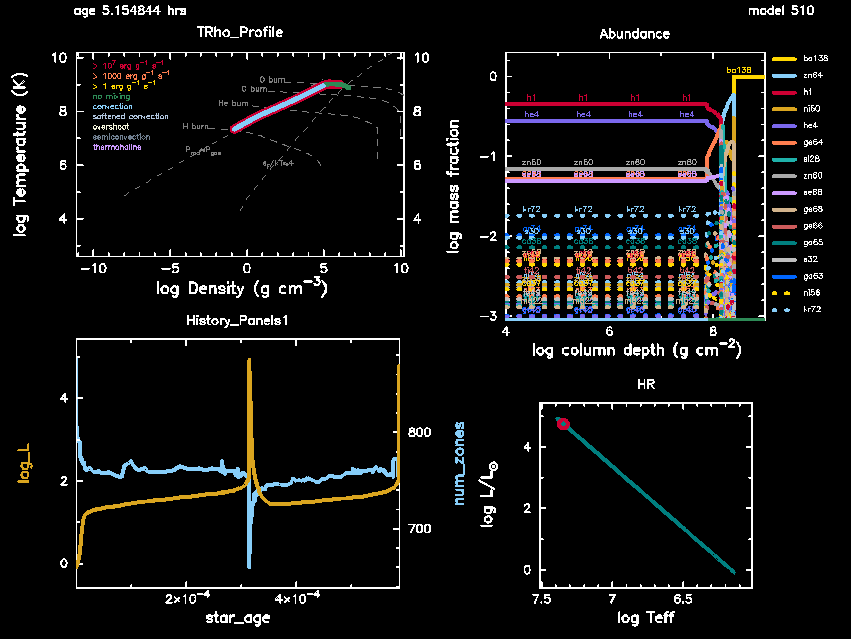 age 5.154844 hrs
model 510
TRho_Profile
> 10⁷ erg g⁻¹ s⁻¹
> 1000 erg g⁻¹ s⁻¹
> 1 erg g⁻¹ s⁻¹
no mixing
convection
softened convection
overshoot
semiconvection
thermohaline
O burn
C burn
He burn
H burn
10
8
6
4
10
8
6
4
−10
−5
0
5
10
log Temperature (K)
log Density (g cm⁻³)
Abundance
ba138
0
−1
−2
−3
h1 h1 h1 h1
he4 he4 he4 he4
zn60 zn60 zn60 zn60
kr72 kr72 kr72 kr72
4
6
8
log mass fraction
log column depth (g cm⁻²)
ba138
zn64
h1
ni60
he4
ge64
si28
zn60
se68
ge68
ge66
ga65
s32
ga63
ni56
kr72
History_Panels1
4
2
0
800
700
2×10⁻⁴
4×10⁻⁴
log_L
num_zones
star_age
HR
4
2
0
7.5
7
6.5
log L/L☉
log Teff